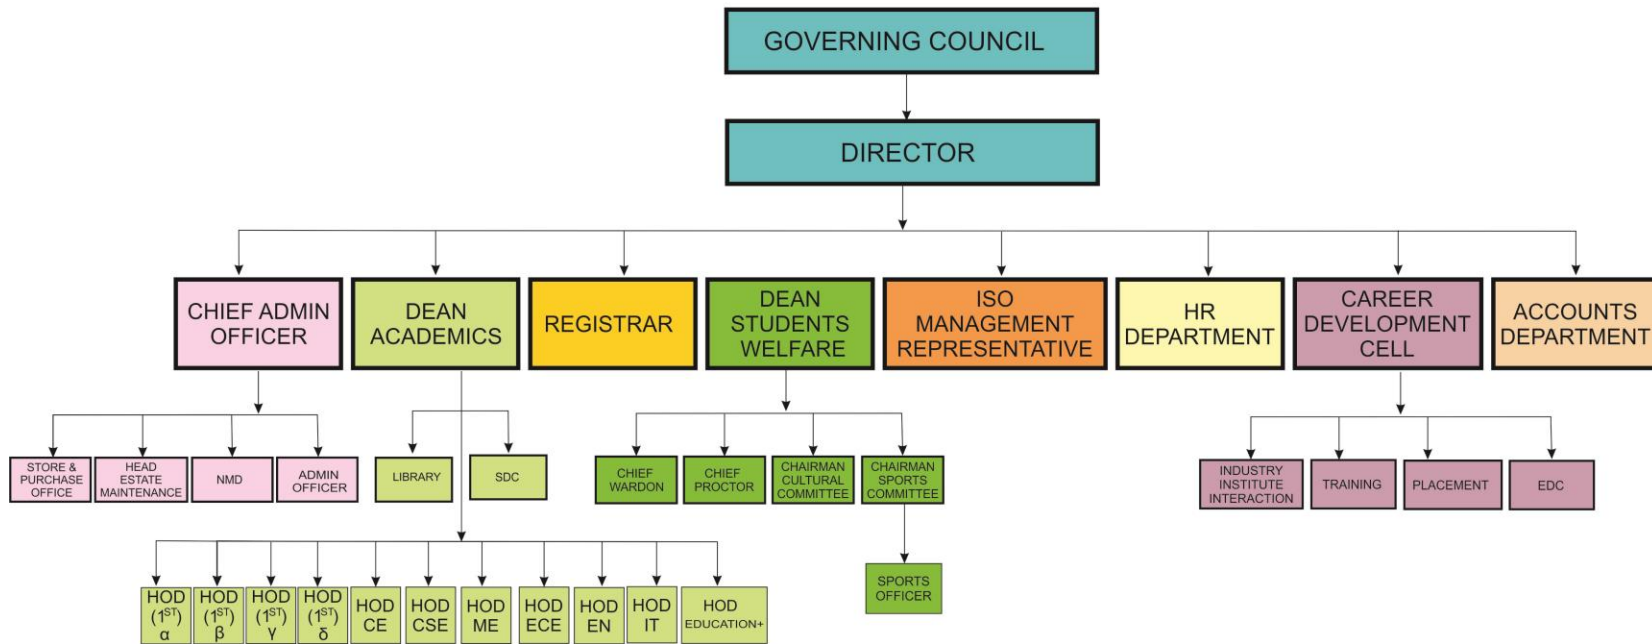 GOVERNING COUNCIL
DIRECTOR
CHIEF ADMIN
OFFICER
DEAN
ACADEMICS
REGISTRAR
DEAN
STUDENTS
WELFARE
ISO
MANAGEMENT
REPRESENTATIVE
HR
DEPARTMENT
CAREER
DEVELOPMENT
CELL
ACCOUNTS
DEPARTMENT
STORE &
PURCHASE
OFFICE
HEAD
ESTATE
MAINTENANCE
NMD
ADMIN
OFFICER
LIBRARY
SDC
CHIEF
WARDON
CHIEF
PROCTOR
CHAIRMAN
CULTURAL
COMMITTEE
CHAIRMAN
SPORTS
COMMITTEE
INDUSTRY
INSTITUTE
INTERACTION
TRAINING
PLACEMENT
EDC
HOD
(1ST)
α
HOD
(1ST)
β
HOD
(1ST)
γ
HOD
(1ST)
δ
HOD
CE
HOD
CSE
HOD
ME
HOD
ECE
HOD
EN
HOD
IT
HOD
EDUCATION+
SPORTS
OFFICER